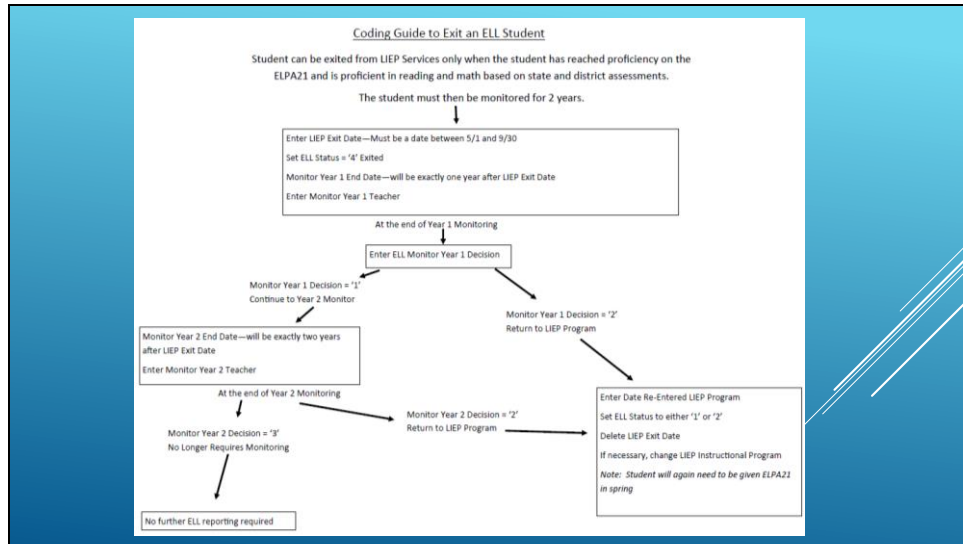 Coding Guide to Exit an ELL Student
Student can be exited from LIEP Services only when the student has reached proficiency on the
ELPA21 and is proficient in reading and math based on state and district assessments.
The student must then be monitored for 2 years.
Enter LIEP Exit Date—Must be a date between 5/1 and 9/30
Set ELL Status = '4' Exited
Monitor Year 1 End Date—will be exactly one year after LIEP Exit Date
Enter Monitor Year 1 Teacher
At the end of Year 1 Monitoring
Enter ELL Monitor Year 1 Decision
Monitor Year 1 Decision = '1'
Continue to Year 2 Monitor
Monitor Year 1 Decision = '2'
Return to LIEP Program
Monitor Year 2 End Date—will be exactly two years
after LIEP Exit Date
Enter Monitor Year 2 Teacher
At the end of Year 2 Monitoring
Monitor Year 2 Decision = '3'
No Longer Requires Monitoring
Monitor Year 2 Decision = '2'
Return to LIEP Program
Enter Date Re-Entered LIEP Program
Set ELL Status to either '1' or '2'
Delete LIEP Exit Date
If necessary, change LIEP Instructional Program
Note: Student will again need to be given ELPA21
in spring
No further ELL reporting required